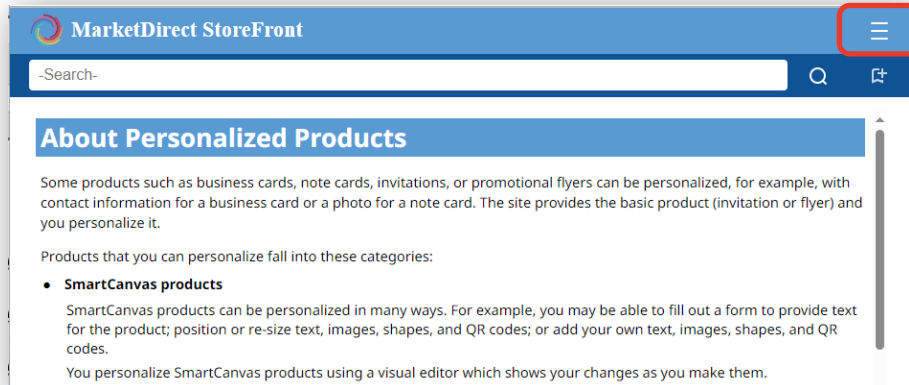 MarketDirect StoreFront
-Search-
About Personalized Products
Some products such as business cards, note cards, invitations, or promotional flyers can be personalized, for example, with
contact information for a business card or a photo for a note card. The site provides the basic product (invitation or flyer) and
you personalize it.
Products that you can personalize fall into these categories:
• SmartCanvas products
SmartCanvas products can be personalized in many ways. For example, you may be able to fill out a form to provide text
for the product; position or re-size text, images, shapes, and QR codes; or add your own text, images, shapes, and QR
codes.
You personalize SmartCanvas products using a visual editor which shows your changes as you make them.